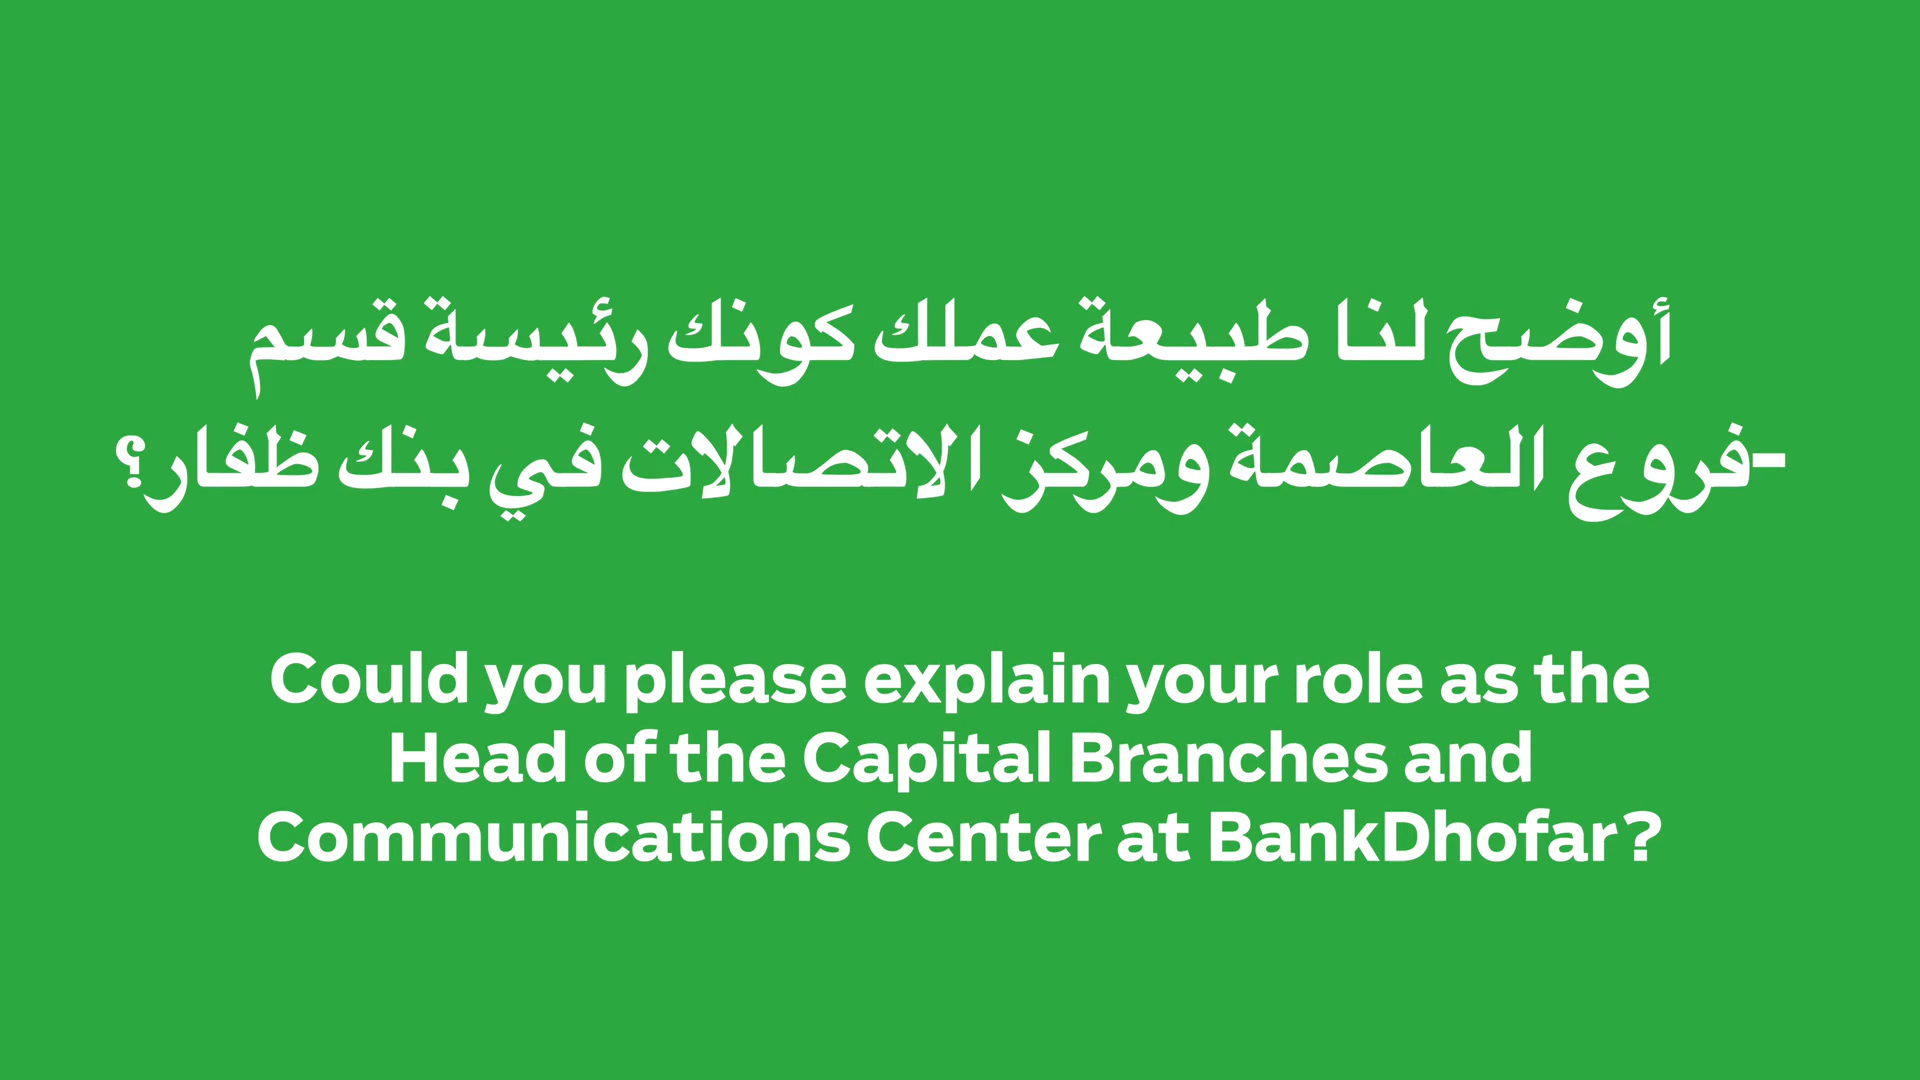 أوضح لنا طبيعة عملك كونك رئيسة قسم
-فروع العاصمة ومركز الاتصالات في بنك ظفار؟
Could you please explain your role as the
Head of the Capital Branches and
Communications Center at BankDhofar?